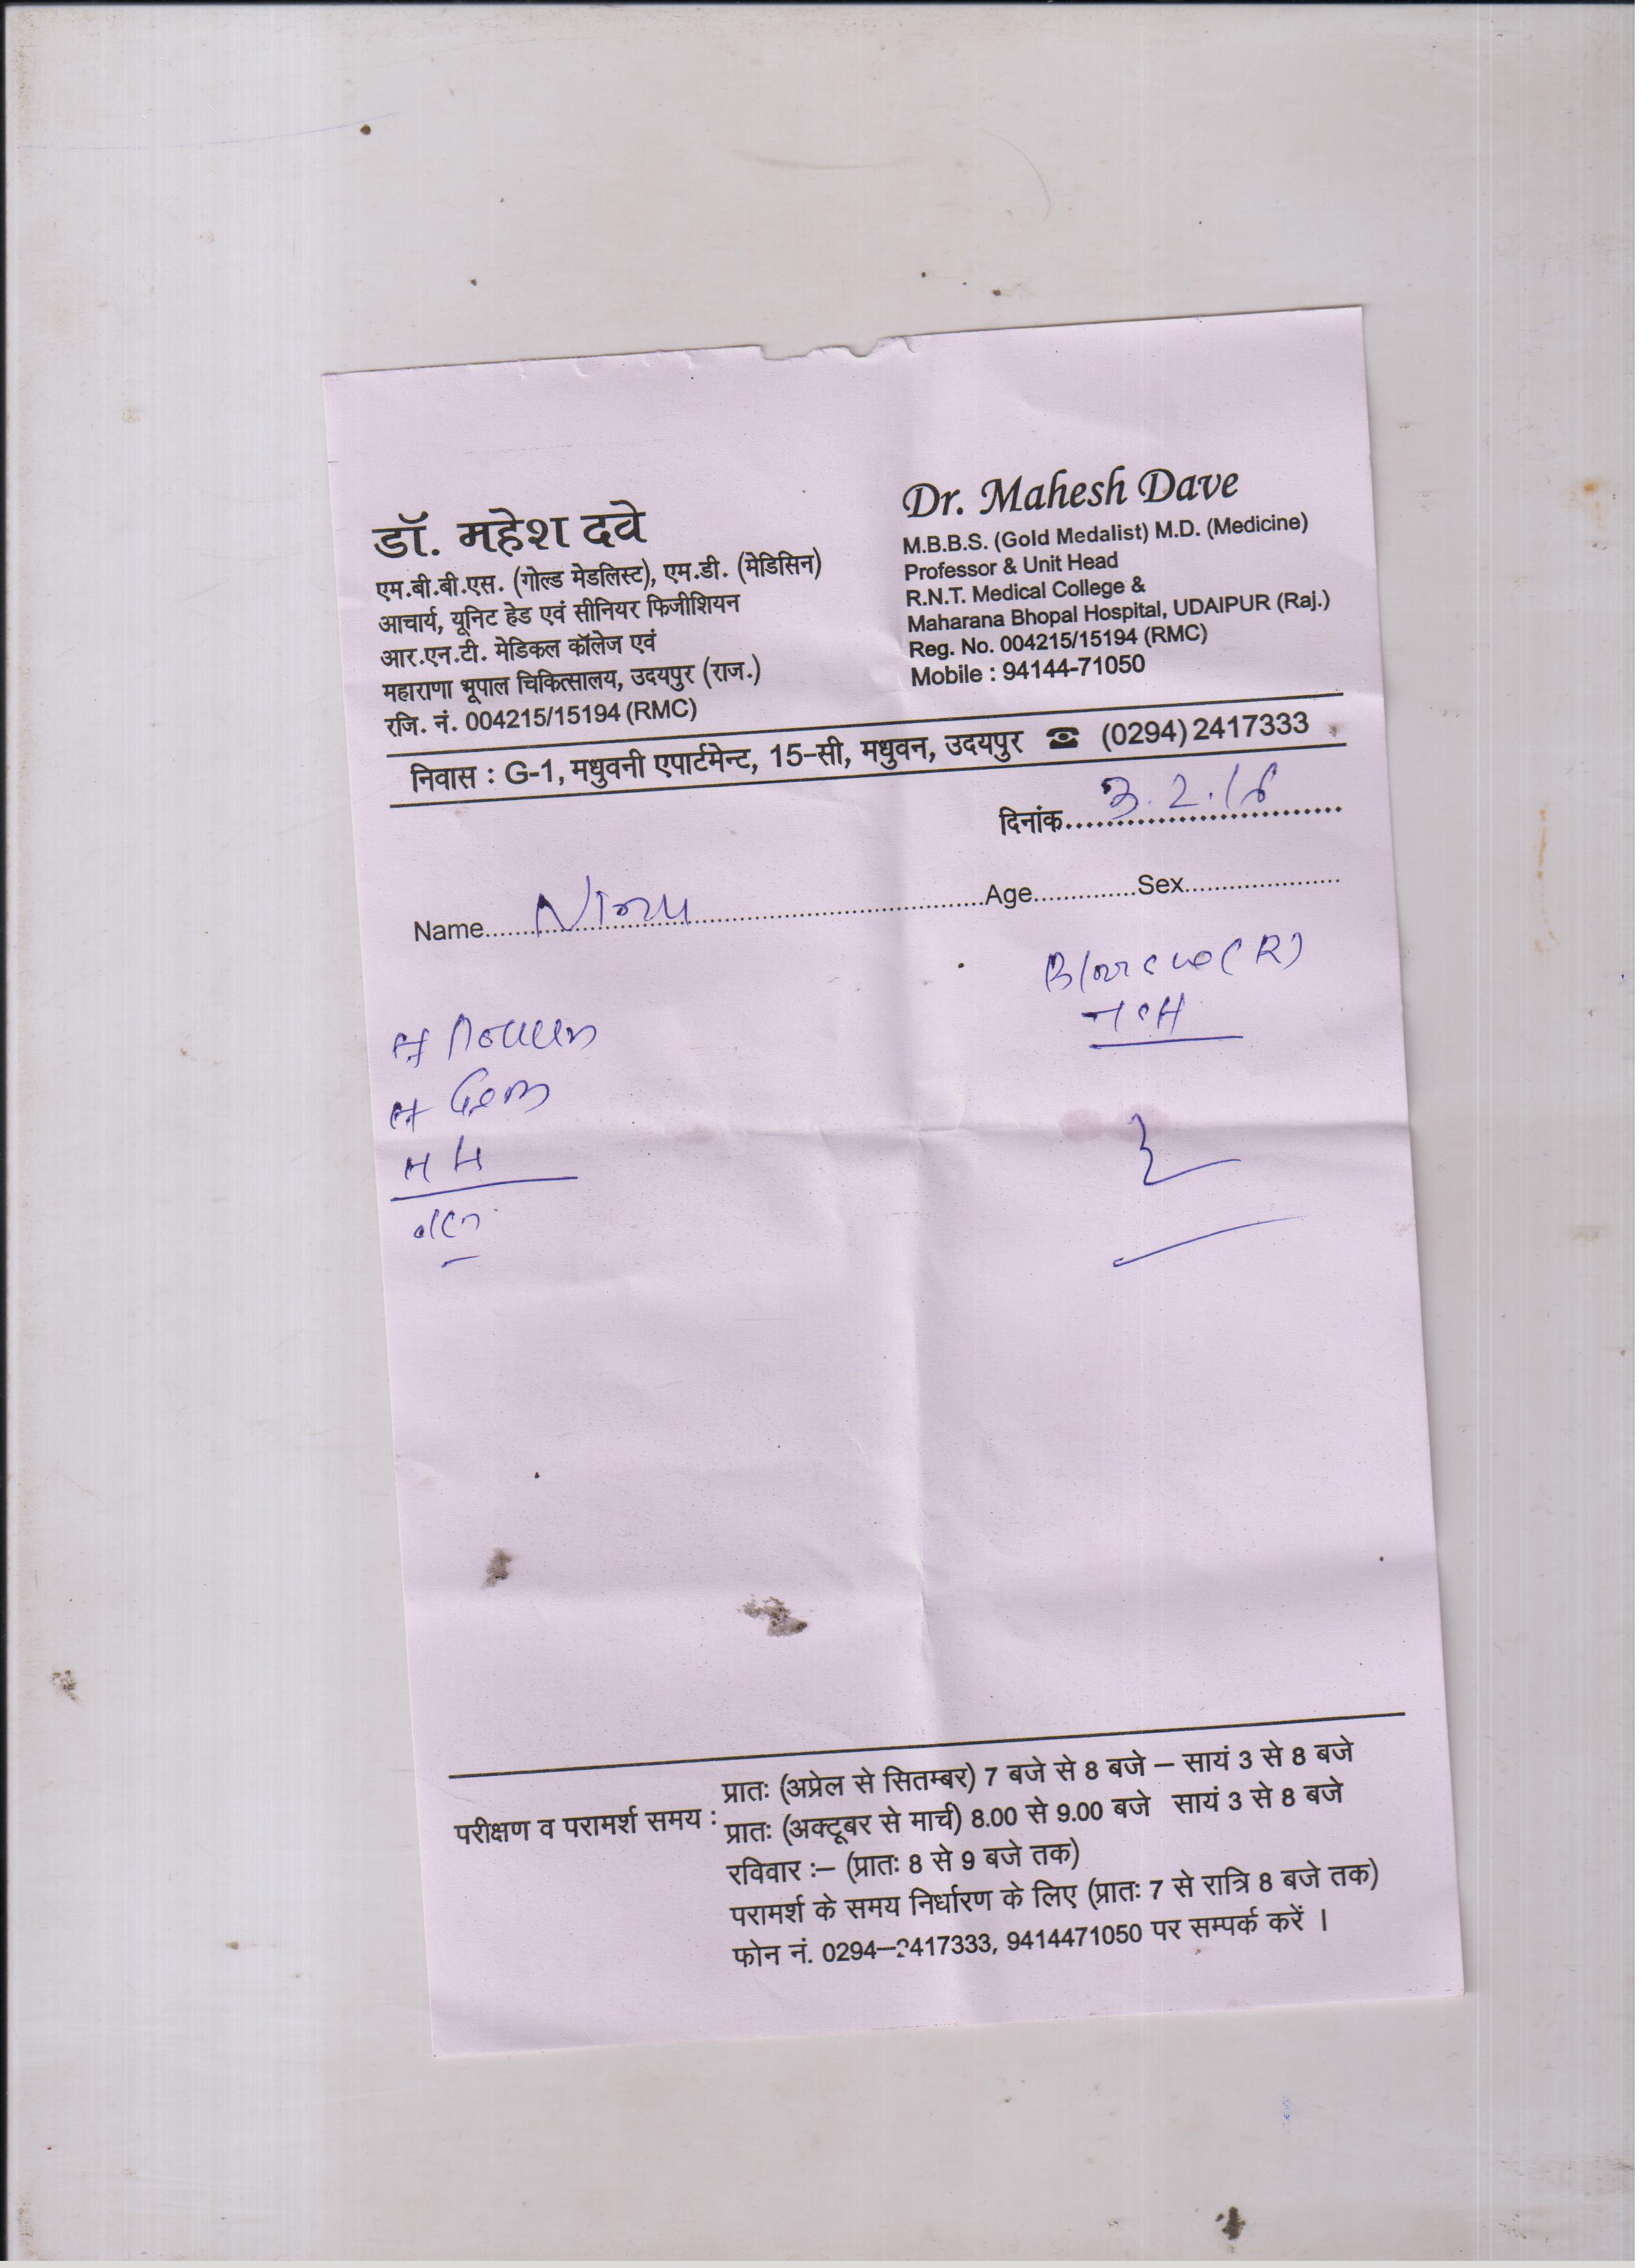 डॉ. महेश दवे
एम.बी.बी.एस. (गोल्ड मेडलिस्ट), एम.डी. (मेडिसिन)
आचार्य, यूनिट हेड एवं सीनियर फिजीशियन
आर.एन.टी. मेडिकल कॉलेज एवं
महाराणा भूपाल चिकित्सालय, उदयपुर (राज.)
रजि. नं. 004215/15194 (RMC)
Dr. Mahesh Dave
M.B.B.S. (Gold Medalist) M.D. (Medicine)
Professor & Unit Head
R.N.T. Medical College &
Maharana Bhopal Hospital, UDAIPUR (Raj.)
Reg. No. 004215/15194 (RMC)
Mobile : 94144-71050
निवास : G-1, मधुवनी एपार्टमेन्ट, 15-सी, मधुवन, उदयपुर ☎ (0294) 2417333
दिनांक 3.2.16
Name Age Sex
परीक्षण व परामर्श समय :
प्रातः (अप्रेल से सितम्बर) 7 बजे से 8 बजे – सायं 3 से 8 बजे
प्रातः (अक्टूबर से मार्च) 8.00 से 9.00 बजे सायं 3 से 8 बजे
रविवार :– (प्रातः 8 से 9 बजे तक)
परामर्श के समय निर्धारण के लिए (प्रातः 7 से रात्रि 8 बजे तक)
फोन नं. 0294–2417333, 9414471050 पर सम्पर्क करें ।